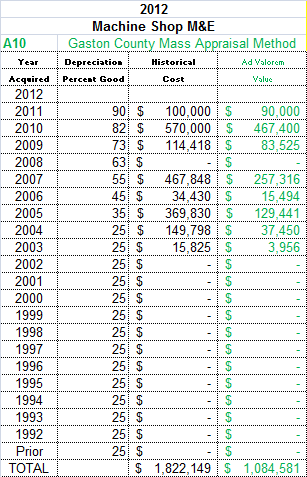 2012
Machine Shop M&E
A10 Gaston County Mass Appraisal Method
Year Depreciation Historical Ad Valorem
Acquired Percent Good Cost Value
2012
2011 90 $ 100,000 $ 90,000
2010 82 $ 570,000 $ 467,400
2009 73 $ 114,418 $ 83,525
2008 63 $ - $ -
2007 55 $ 467,848 $ 257,316
2006 45 $ 34,430 $ 15,494
2005 35 $ 369,830 $ 129,441
2004 25 $ 149,798 $ 37,450
2003 25 $ 15,825 $ 3,956
2002 25 $ - $ -
2001 25 $ - $ -
2000 25 $ - $ -
1999 25 $ - $ -
1998 25 $ - $ -
1997 25 $ - $ -
1996 25 $ - $ -
1995 25 $ - $ -
1994 25 $ - $ -
1993 25 $ - $ -
1992 25 $ - $ -
Prior 25 $ - $ -
TOTAL $ 1,822,149 $ 1,084,581